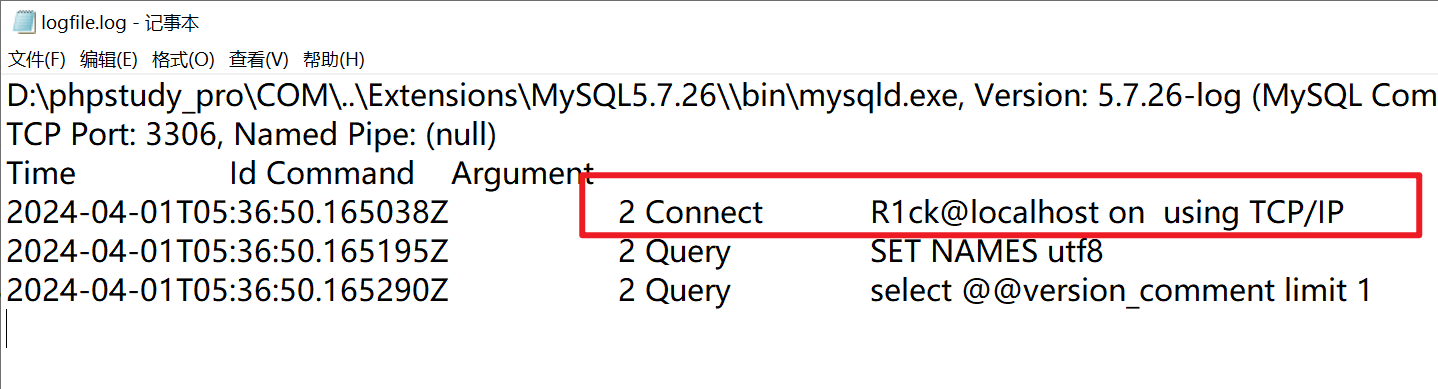 logfile.log - 记事本
文件(F) 编辑(E) 格式(O) 查看(V) 帮助(H)
D:\phpstudy_pro\COM\..\Extensions\MySQL5.7.26\\bin\mysqld.exe, Version: 5.7.26-log (MySQL Com
TCP Port: 3306, Named Pipe: (null)
Time Id Command Argument
2024-04-01T05:36:50.165038Z 2 Connect R1ck@localhost on  using TCP/IP
2024-04-01T05:36:50.165195Z 2 Query SET NAMES utf8
2024-04-01T05:36:50.165290Z 2 Query select @@version_comment limit 1